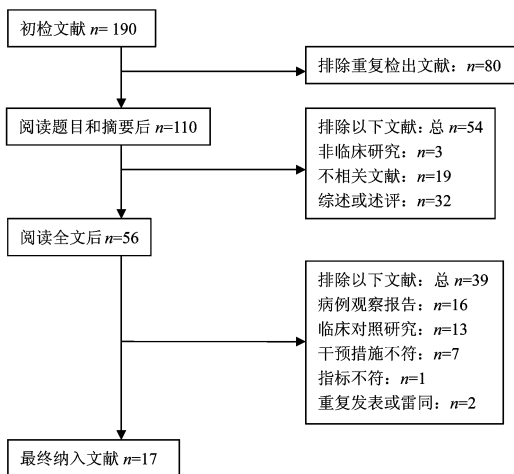 初检文献 n= 190
排除重复检出文献：n=80
阅读题目和摘要后 n=110
排除以下文献：总 n=54
非临床研究：n=3
不相关文献：n=19
综述或述评：n=32
阅读全文后 n=56
排除以下文献：总 n=39
病例观察报告：n=16
临床对照研究：n=13
干预措施不符：n=7
指标不符：n=1
重复发表或雷同：n=2
最终纳入文献 n=17